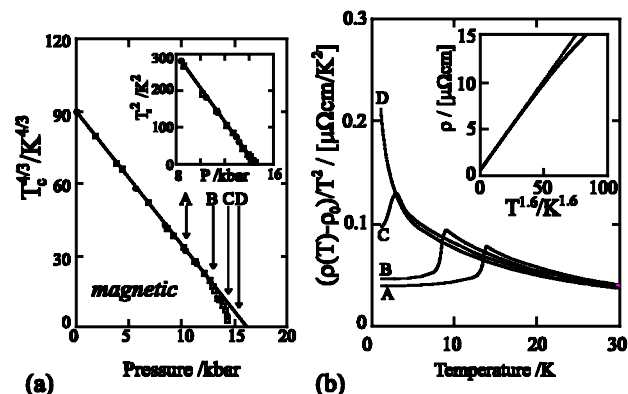 120
90
60
30
0
T_c^{4/3}/K^{4/3}
300
200
100
0
T_c^2/K^2
8
16
P /kbar
A B C D
magnetic
0 5 10 15 20
Pressure /kbar
(a)
0.3
0.2
0.1
0
(ρ(T)-ρ_0)/T^2 / [μΩcm/K^2]
D
C
B
A
15
10
5
0
ρ / [μΩcm]
0 50 100
T^{1.6}/K^{1.6}
0 10 20 30
Temperature /K
(b)